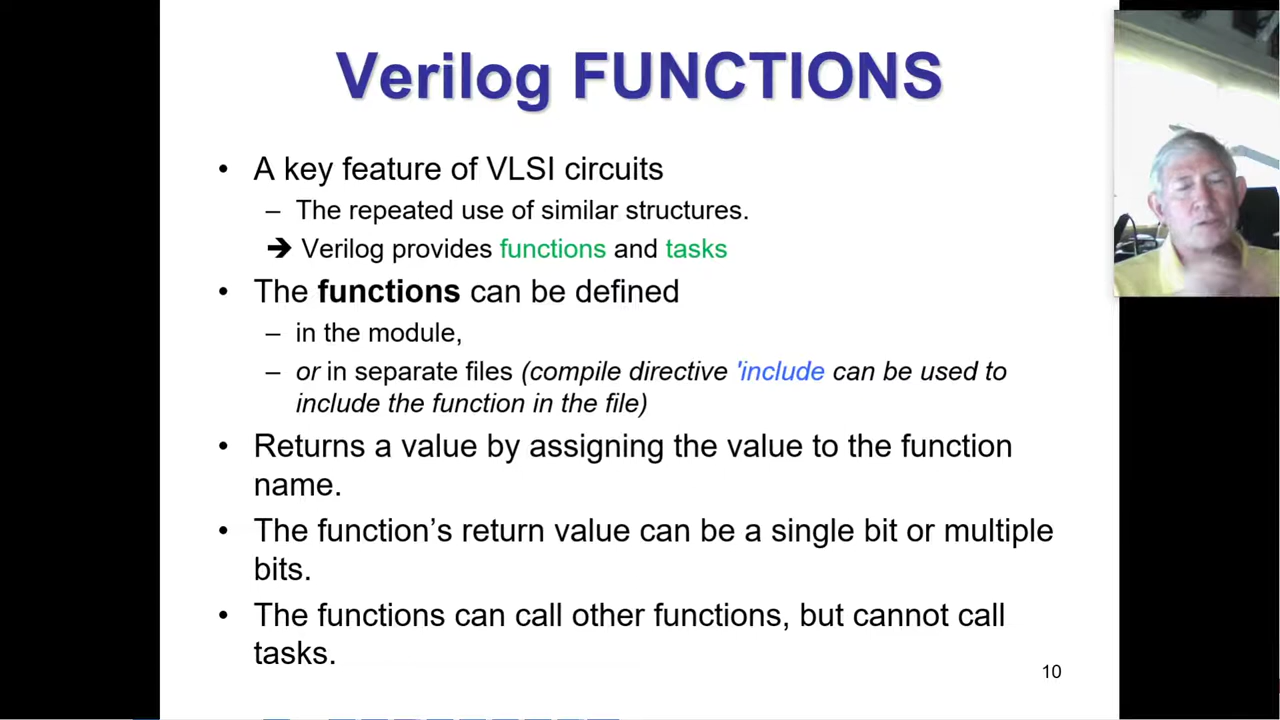 Verilog FUNCTIONS
• A key feature of VLSI circuits
– The repeated use of similar structures.
➔ Verilog provides functions and tasks
• The functions can be defined
– in the module,
– or in separate files (compile directive 'include can be used to
include the function in the file)
• Returns a value by assigning the value to the function
name.
• The function’s return value can be a single bit or multiple
bits.
• The functions can call other functions, but cannot call
tasks.
10